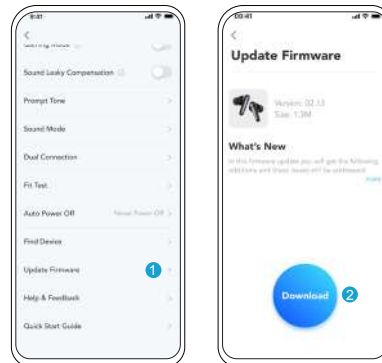 Sound Leaky Compensation
Prompt Tone
Sound Mode
Dual Connection
Fit Test
Auto Power Off Never Power Off
Find Device
Update Firmware 1
Help & Feedback
Quick Start Guide
09:41
Update Firmware
Version: 02.13
Size: 1.3M
What's New
In this firmware update you will get the following
additions and these issues will be addressed
more
Download 2